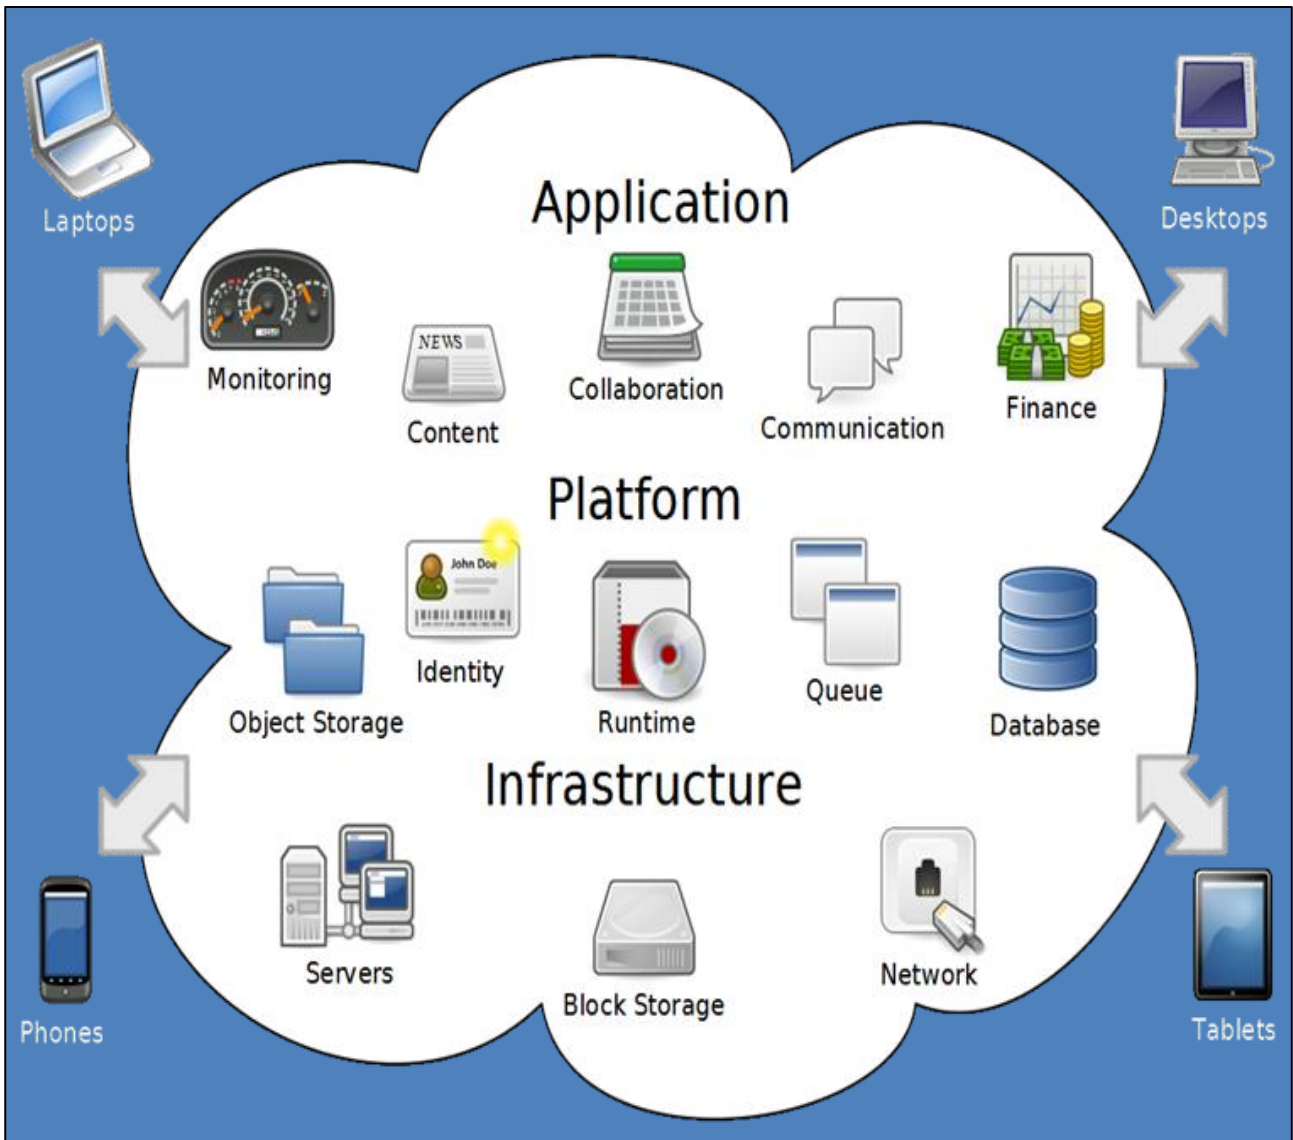 Laptops
Desktops
Application
Monitoring
NEWS
Content
Collaboration
Communication
Finance
Platform
Object Storage
John Doe
Identity
Runtime
Queue
Database
Infrastructure
Servers
Block Storage
Network
Phones
Tablets